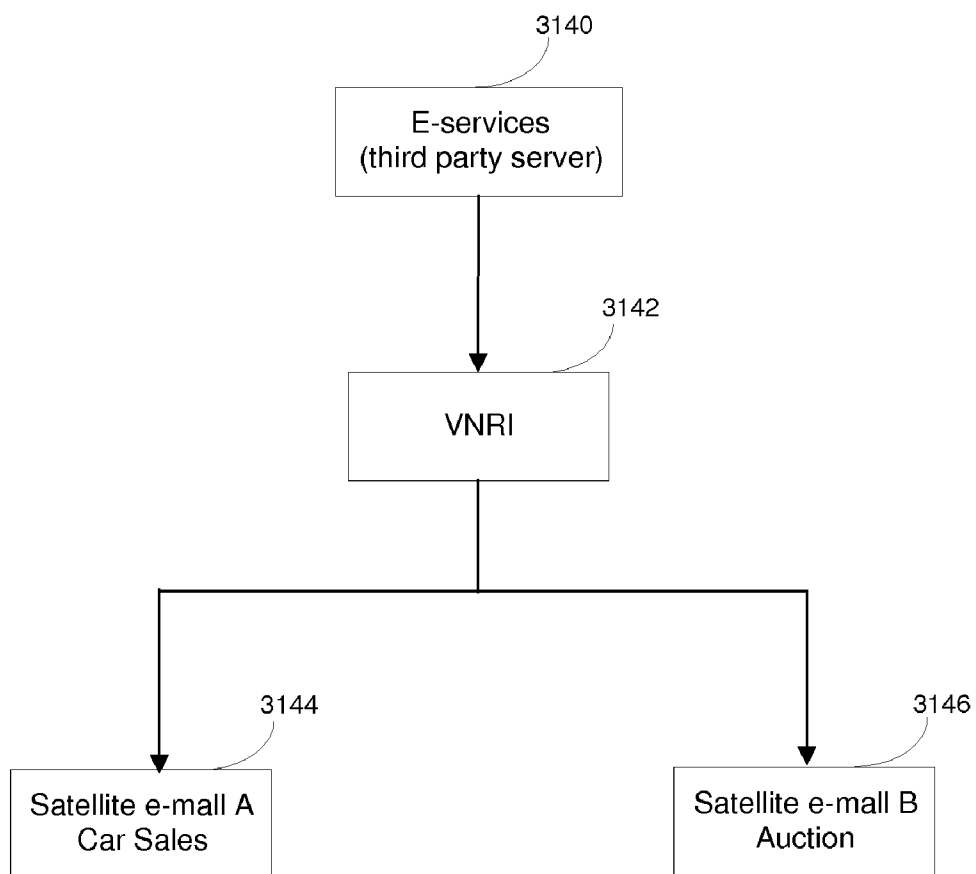 3140
E-services
(third party server)
3142
VNRI
3144
3146
Satellite e-mall A
Car Sales
Satellite e-mall B
Auction